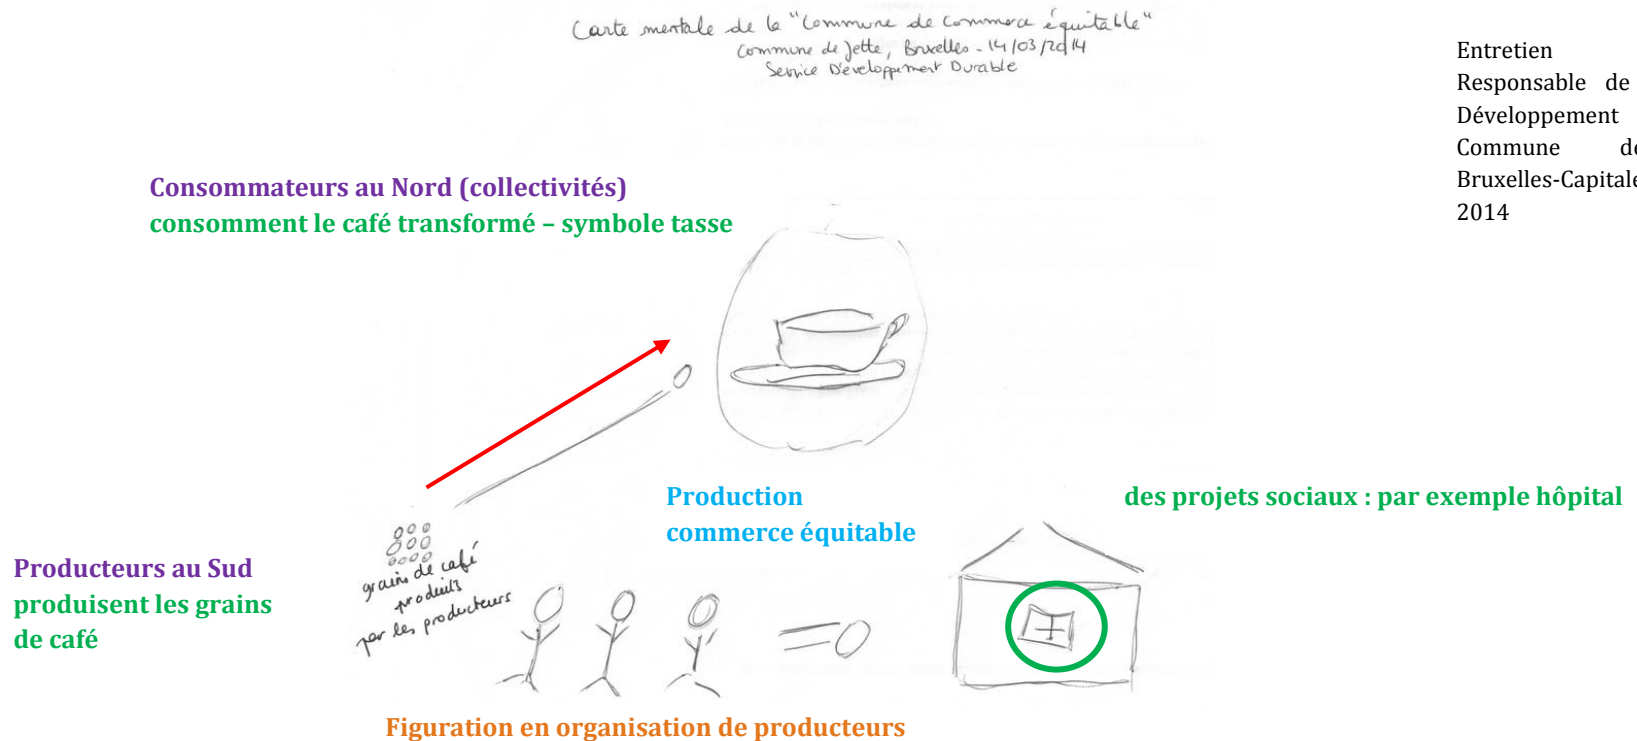 Carte mentale de la "Commune de commerce équitable"
Commune de Jette, Bruxelles - 14/03/2014
Service Développement Durable
Entretien
Responsable de
Développement
Commune de
Bruxelles-Capitale
2014
Consommateurs au Nord (collectivités)
consomment le café transformé – symbole tasse
Production
commerce équitable
des projets sociaux : par exemple hôpital
grains de café
produits
par les producteurs
Producteurs au Sud
produisent les grains
de café
Figuration en organisation de producteurs